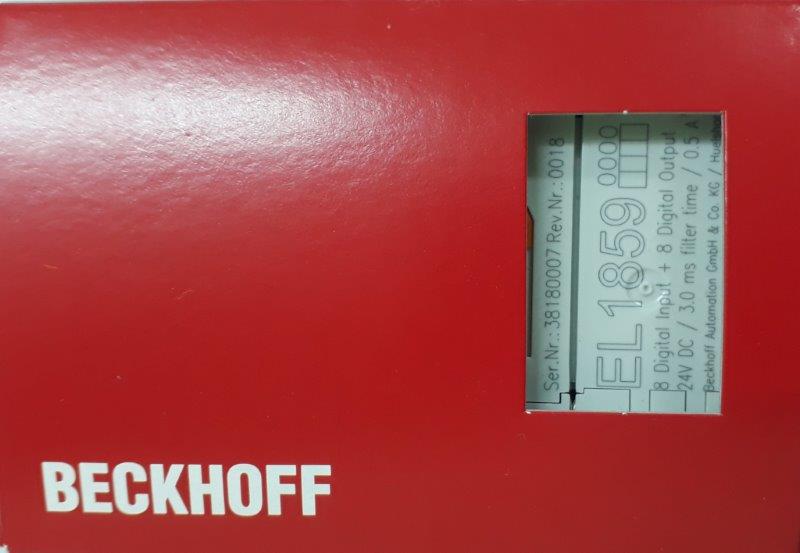 Ser.Nr.: 38180007 Rev.Nr.: 0018
EL1859 0000
8 Digital Input + 8 Digital Output
24V DC / 3.0 ms filter time / 0.5 A
Beckhoff Automation GmbH & Co. KG /
BECKHOFF